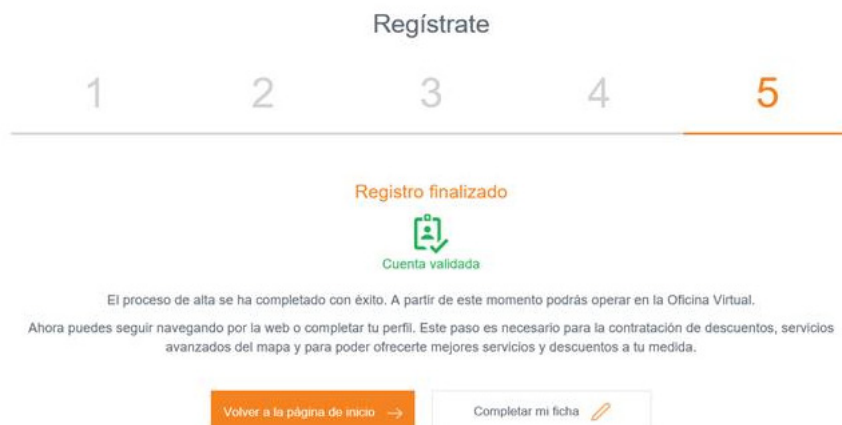 Regístrate
1 2 3 4 5
Registro finalizado
Cuenta validada
El proceso de alta se ha completado con éxito. A partir de este momento podrás operar en la Oficina Virtual.
Ahora puedes seguir navegando por la web o completar tu perfil. Este paso es necesario para la contratación de descuentos, servicios
avanzados del mapa y para poder ofrecerte mejores servicios y descuentos a tu medida.
Volver a la página de inicio → Completar mi ficha